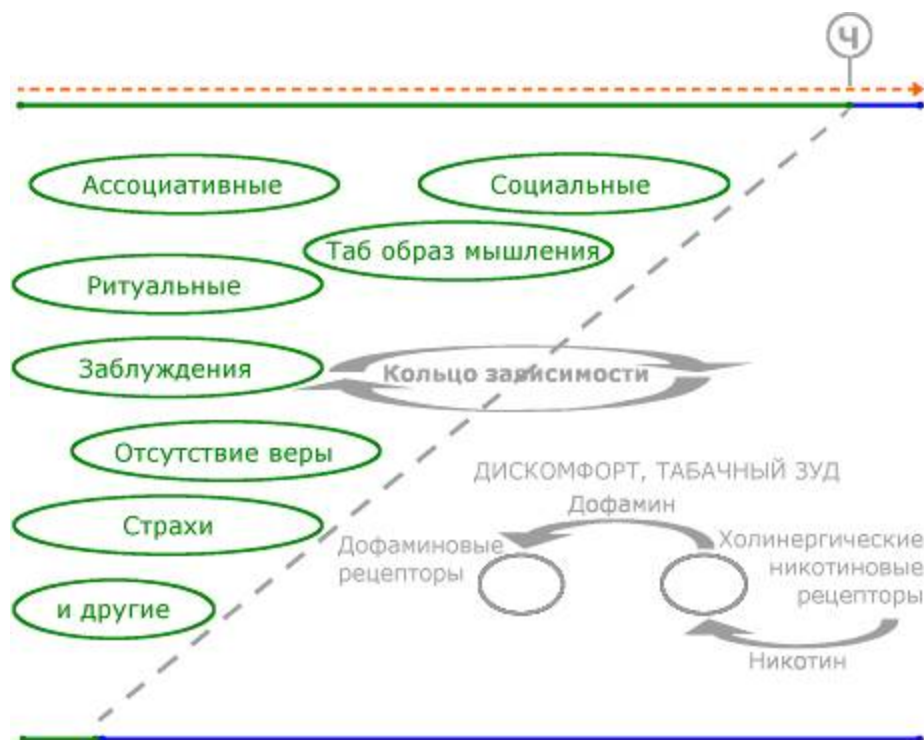 Ч
Ассоциативные
Социальные
Таб образ мышления
Ритуальные
Заблуждения
Кольцо зависимости
Отсутствие веры
ДИСКОМФОРТ, ТАБАЧНЫЙ ЗУД
Страхи
Дофамин
Дофаминовые
рецепторы
Холинергические
никотиновые
рецепторы
и другие
Никотин